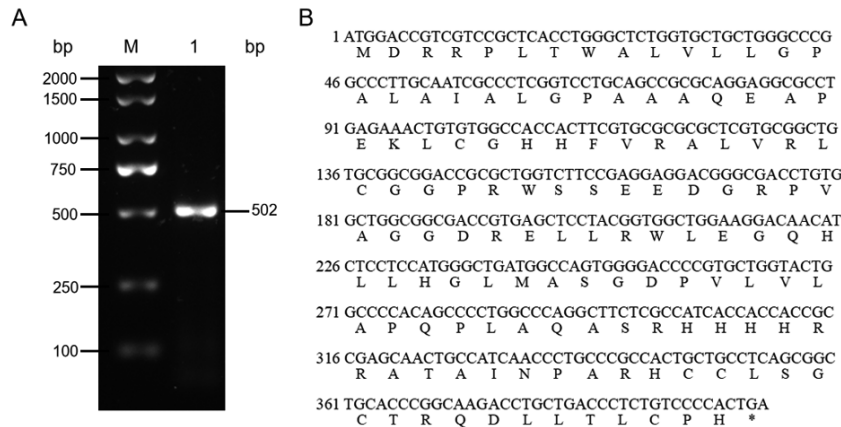 A
bp M 1 bp
2000
1500
1000
750
500
502
250
100
B
1 ATGGACCGTCGTCCGCTCACCTGGGCTCTGGTGCTGCTGGGCCCG
M D R R P L T W A L V L L G P
46 GCCCTTGCAATCGCCCTCGGTCCTGCAGCCGCGCAGGAGGCGCCT
A L A I A L G P A A A Q E A P
91 GAGAAACTGTGTGGCCACCACTTCGTGCGCGCGCTCGTGCGGCTG
E K L C G H H F V R A L V R L
136 TGCGGCGGACCGCGCTGGTCTTCCGAGGAGGACGGGCGACCTGTG
C G G P R W S S E E D G R P V
181 GCTGGCGGCGACCGTGAGCTCCTACGGTGGCTGGAAGGACAACAT
A G G D R E L L R W L E G Q H
226 CTCCTCCATGGGCTGATGGCCAGTGGGGACCCCGTGCTGGTACTG
L L H G L M A S G D P V L V L
271 GCCCCACAGCCCCTGGCCCAGGCTTCTCGCCATCACCACCACCGC
A P Q P L A Q A S R H H H H R
316 CGAGCAACTGCCATCAACCCTGCCCGCCACTGCTGCCTCAGCGGC
R A T A I N P A R H C C L S G
361 TGCACCCGGCAAGACCTGCTGACCCTCTGTCCCCACTGA
C T R Q D L L T L C P H *